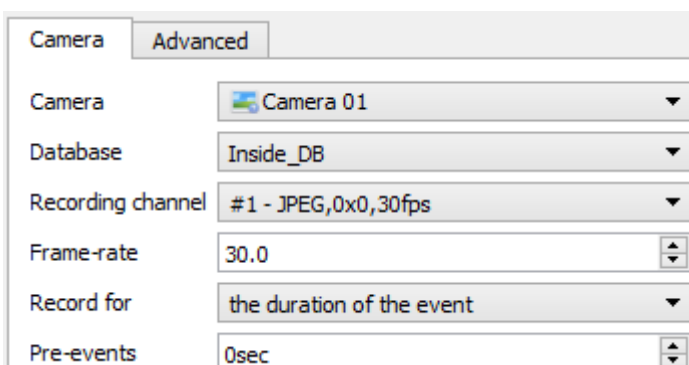 Camera Advanced
Camera Camera 01
Database Inside_DB
Recording channel #1 - JPEG,0x0,30fps
Frame-rate 30.0
Record for the duration of the event
Pre-events 0sec